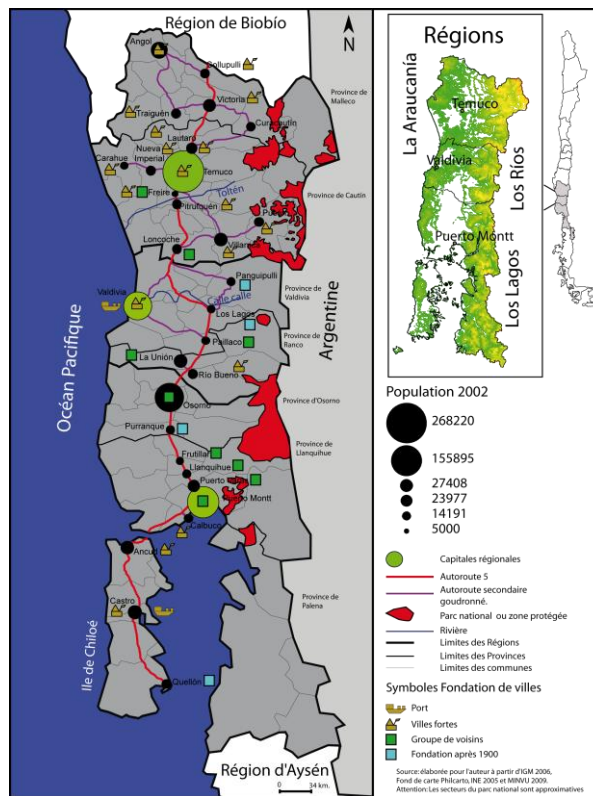 Région de Biobío
N
Angol
Collupulli
Province de
Malleco
Victoria
Traiguén
Curacautín
Lautaro
Nueva
Imperial
Carahue
Temuco
Province de Cautin
Toltén
Freire
Pitrufquén
Villarrica
Loncoche
Panguipulli
Province de
Valdivia
Valdivia
Calle calle
Los Lagos
Province de
Ranco
Paillaco
La Unión
Río Bueno
Province d'Osorno
Osorno
Purranque
Province de
Llanquihue
Frutillar
Llanquihue
Puerto
Puerto Montt
Calbuco
Ancud
Castro
Province de
Palena
Quellón
Océan Pacifique
Argentine
Ile de Chiloé
Région d'Aysén
0 34 km.
Régions
La Araucanía
Temuco
Valdivia
Los Ríos
Puerto Montt
Los Lagos
Population 2002
268220
155895
27408
23977
14191
5000
Capitales régionales
Autoroute 5
Autoroute secondaire
goudronné.
Parc national ou zone protégée
Rivière
Limites des Régions
Limites des Provinces
Limites des communes
Symboles Fondation de villes
Port
Villes fortes
Groupe de voisins
Fondation après 1900
Source: élaborée pour l'auteur à partir d'IGM 2006,
Fond de carte Philcarto, INE 2005 et MINVU 2009.
Attention: Les secteurs du parc national sont approximatives